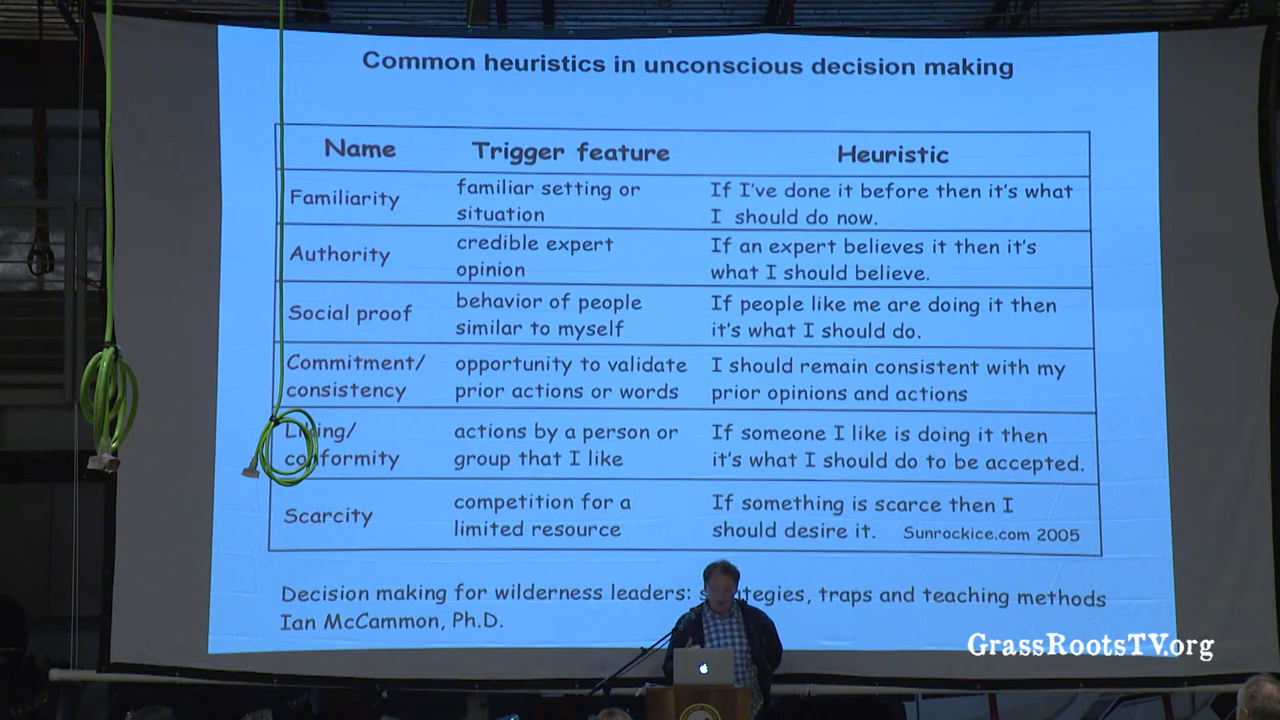 Common heuristics in unconscious decision making
Name Trigger feature Heuristic
Familiarity
familiar setting or
situation
If I've done it before then it's what
I should do now.
Authority
credible expert
opinion
If an expert believes it then it's
what I should believe.
Social proof
behavior of people
similar to myself
If people like me are doing it then
it's what I should do.
Commitment/
consistency
opportunity to validate
prior actions or words
I should remain consistent with my
prior opinions and actions
conformity
actions by a person or
group that I like
If someone I like is doing it then
it's what I should do to be accepted.
Scarcity
competition for a
limited resource
If something is scarce then I
should desire it. Sunrockice.com 2005
Decision making for wilderness leaders: strategies, traps and teaching methods
Ian McCammon, Ph.D.
GrassRootsTV.org